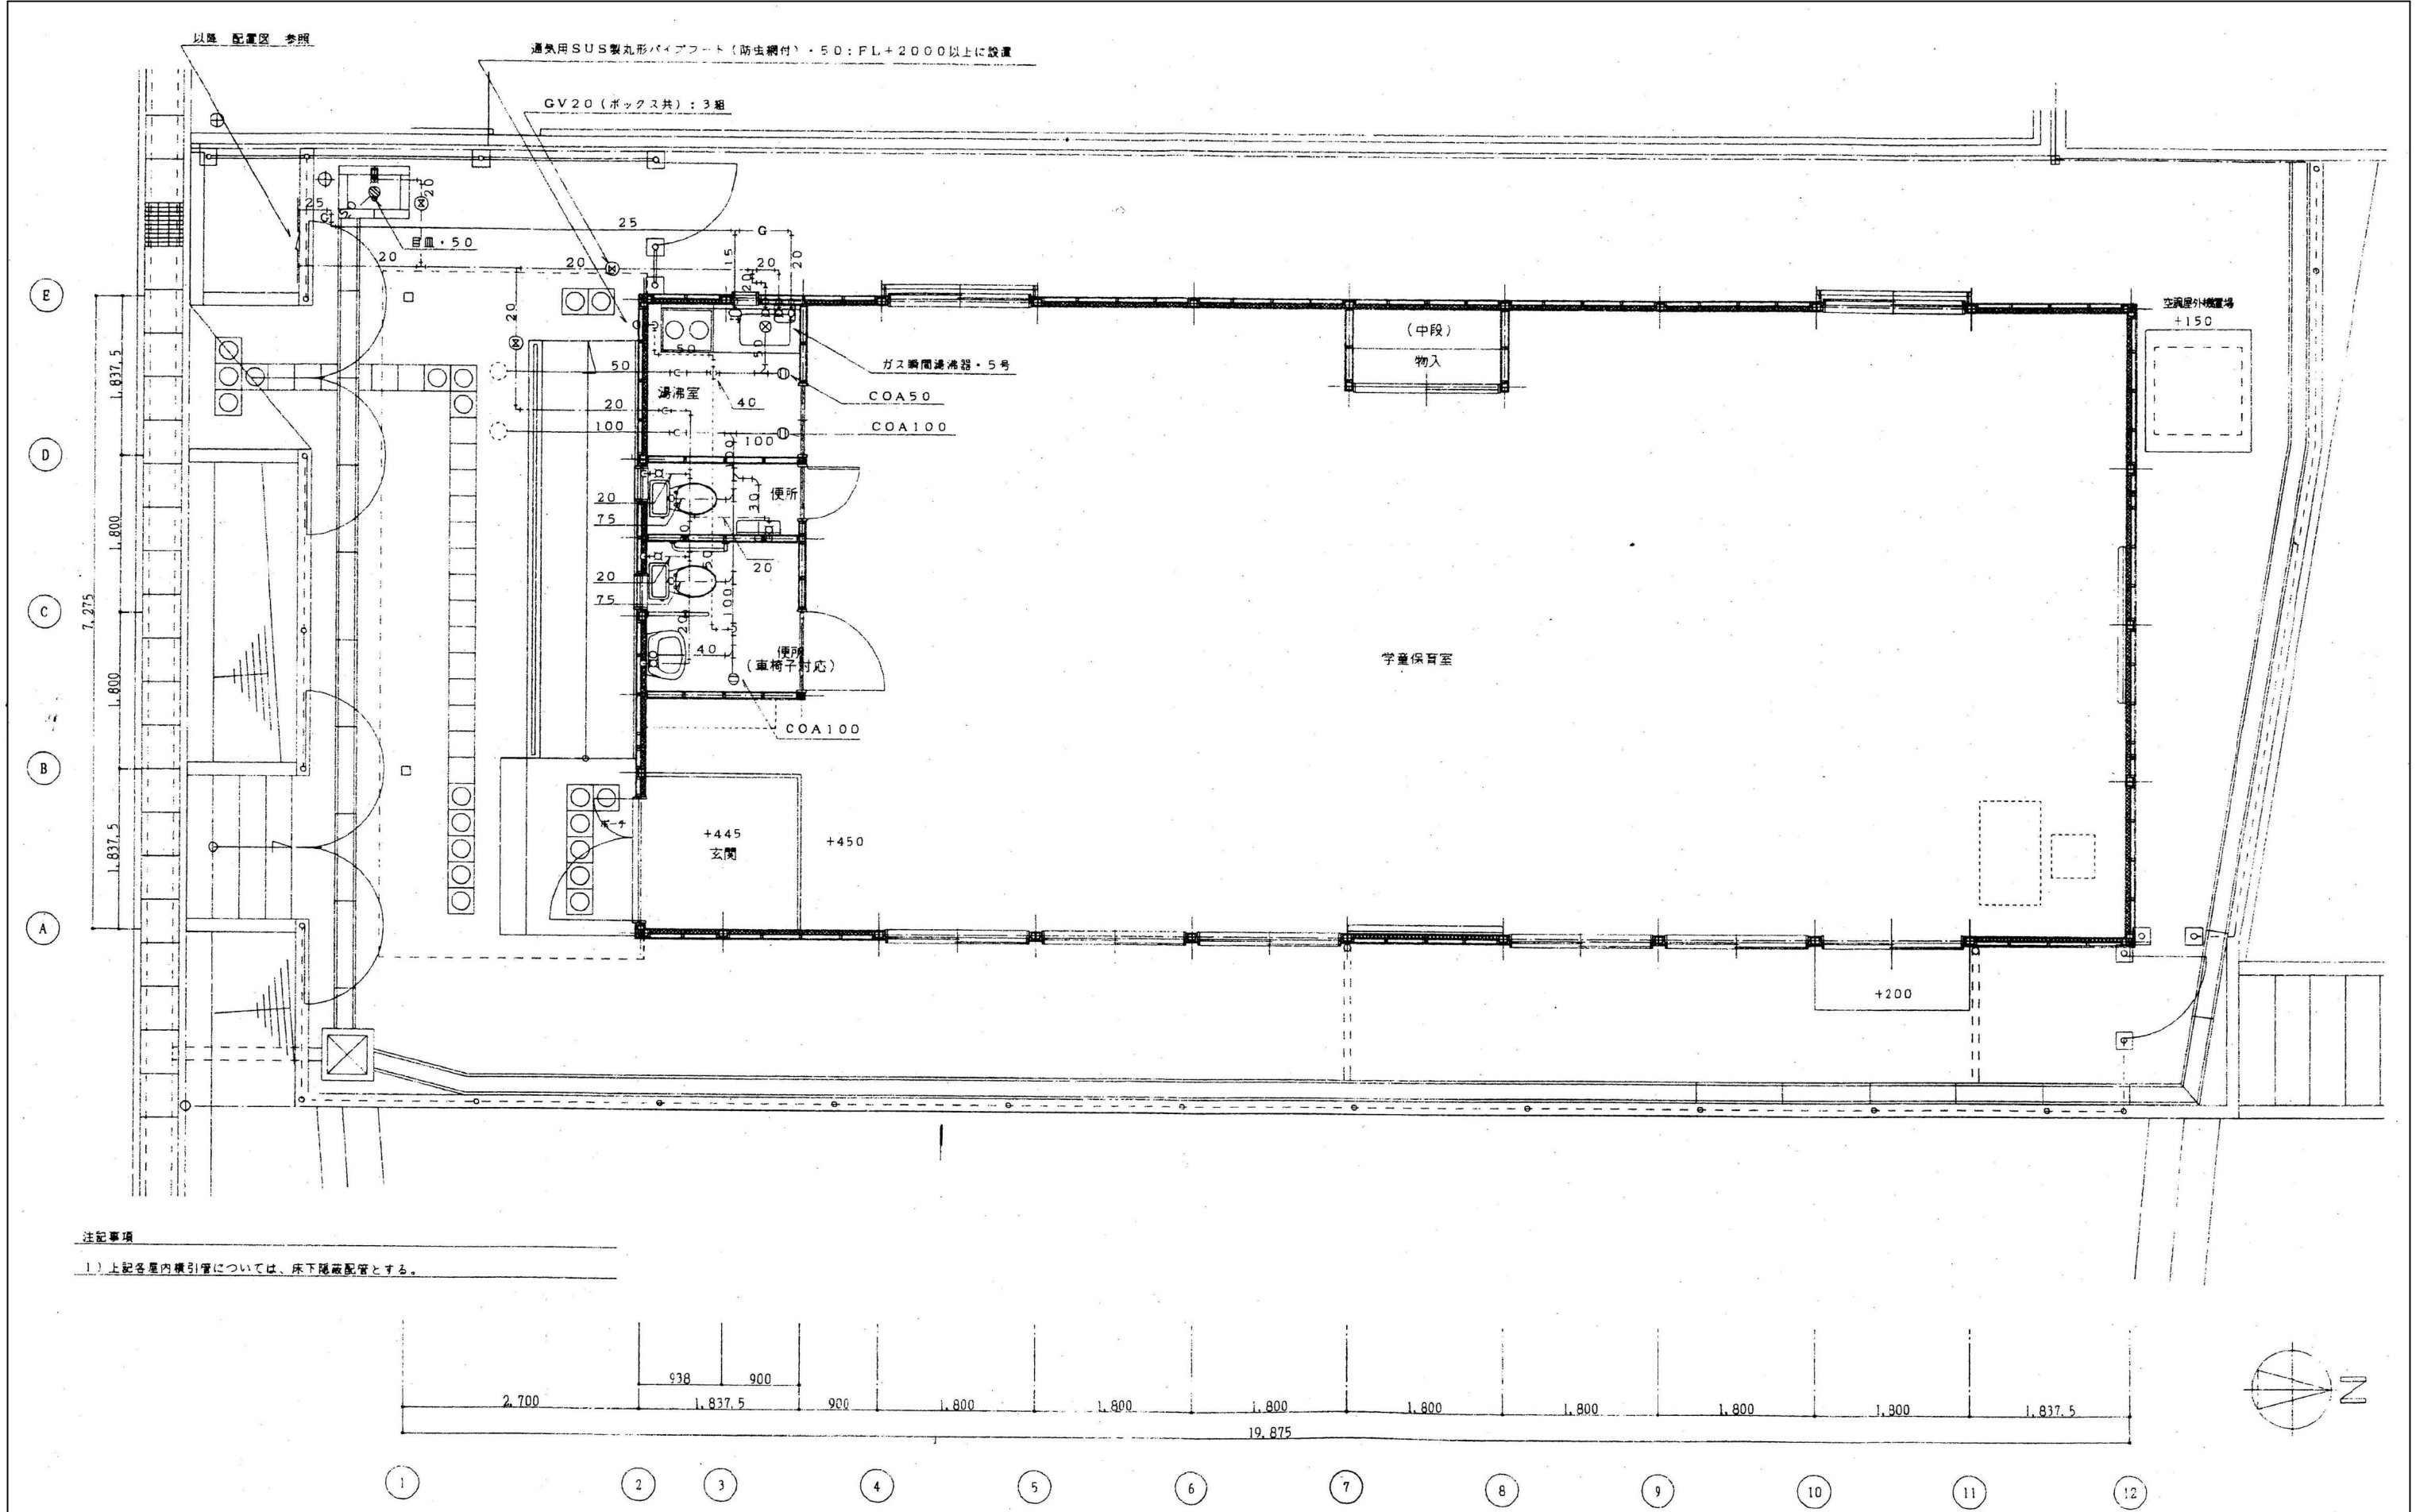 以降 配置図 参照
通気用SUS製丸形パイプフード(防虫網付)・50:FL+2000以上に設置
GV20(ボックス共):3組
20
25
G
50
目皿・50
25
G
20
20
20
15
20
20
E
空調屋外機置場
+150
(中段)
物入
20
50
50
ガス瞬間湯沸器・5号
1,837.5
50
C
湯沸室
40
COA50
20
C
100
C
100
COA100
D
100
20
便所
30
75
1,800
50
20
20
75
C
7,275
100
20
40
便所
(車椅子対応)
学童保育室
1,800
COA100
B
ポーチ
+445
玄関
+450
1,837.5
A
+200
注記事項
1)上記各屋内横引管については、床下隠蔽配管とする。
938
900
2,700
1,837.5
900
1,800
1,800
1,800
1,800
1,800
1,800
1,800
1,837.5
19,875
N
1
2
3
4
5
6
7
8
9
10
11
12